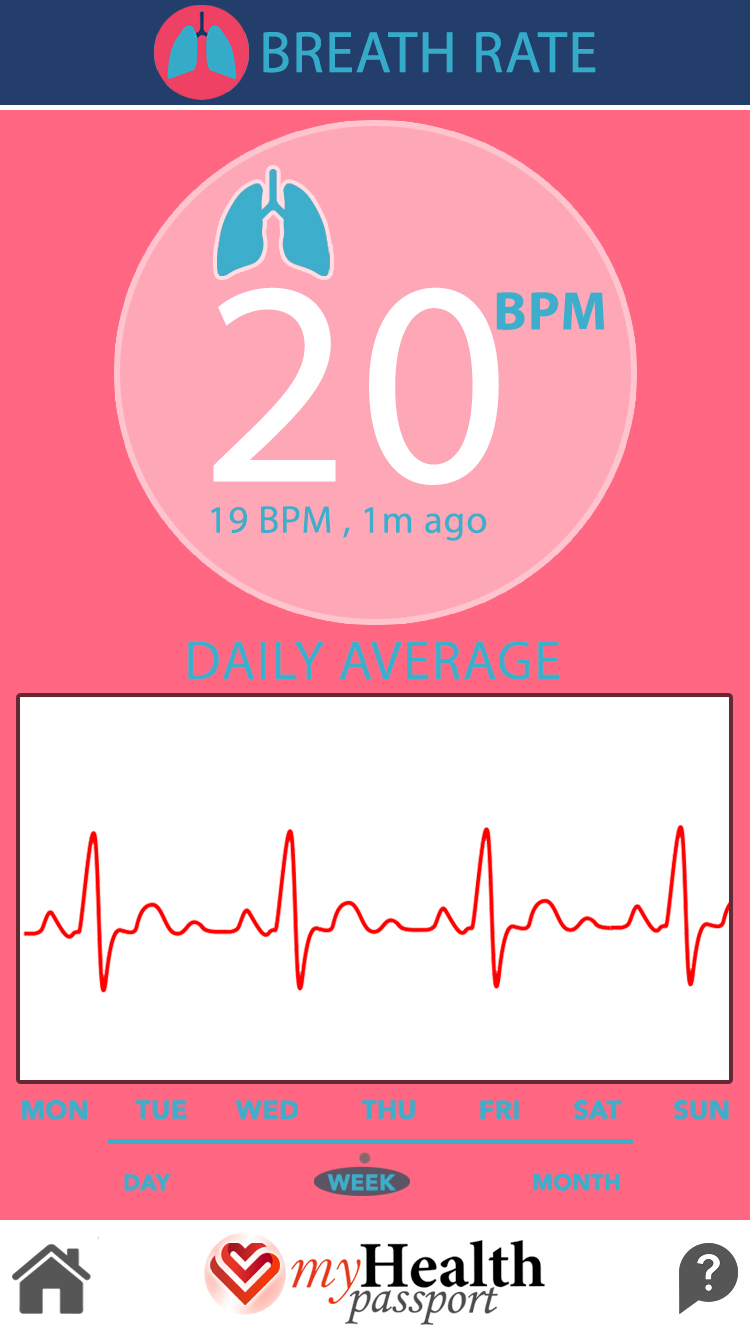 BREATH RATE
20 BPM
19 BPM , 1m ago
DAILY AVERAGE
MON TUE WED THU FRI SAT SUN
DAY WEEK MONTH
myHealth
passport
?